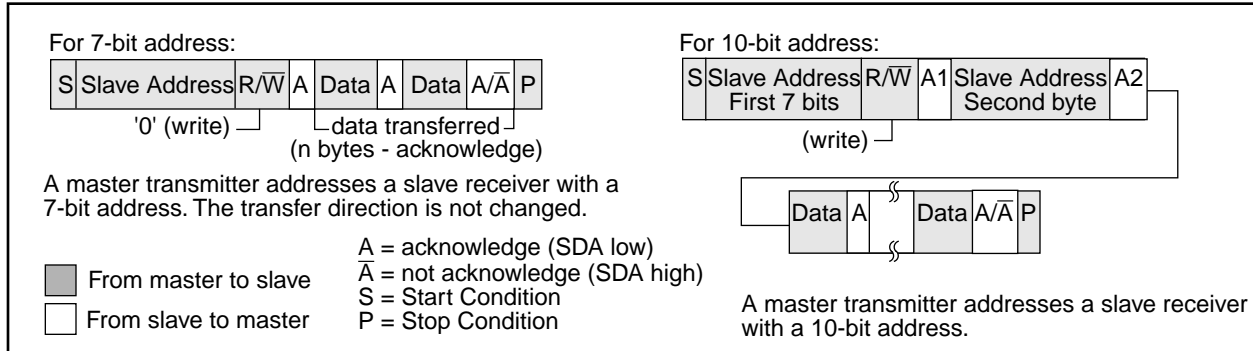 For 7-bit address:
S Slave Address R/W̅ A Data A Data A/A̅ P
'0' (write)
data transferred
(n bytes - acknowledge)
A master transmitter addresses a slave receiver with a
7-bit address. The transfer direction is not changed.
From master to slave
From slave to master
A = acknowledge (SDA low)
A̅ = not acknowledge (SDA high)
S = Start Condition
P = Stop Condition
For 10-bit address:
S Slave Address First 7 bits R/W̅ A1 Slave Address Second byte A2
(write)
Data A Data A/A̅ P
A master transmitter addresses a slave receiver
with a 10-bit address.